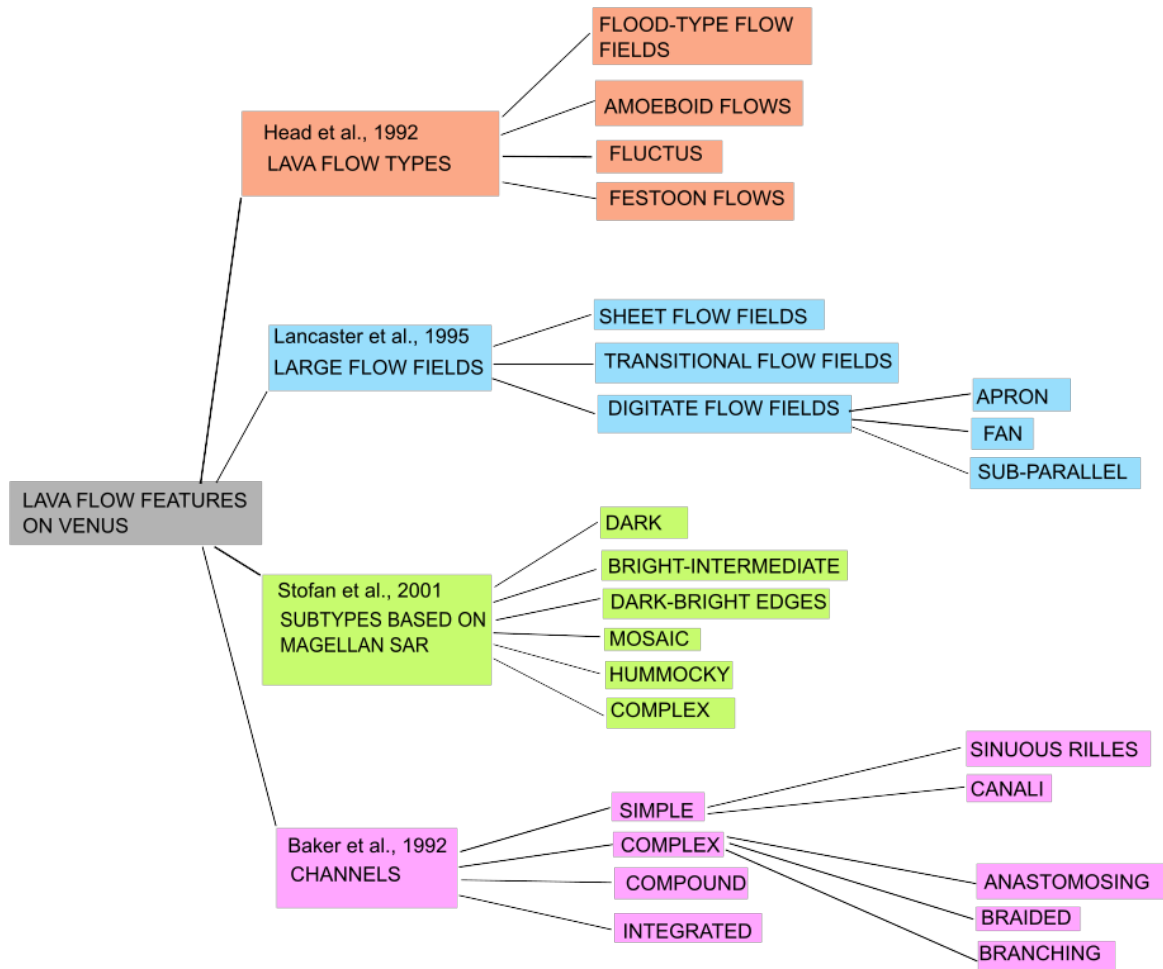 LAVA FLOW FEATURES
ON VENUS
Head et al., 1992
LAVA FLOW TYPES
FLOOD-TYPE FLOW
FIELDS
AMOEBOID FLOWS
FLUCTUS
FESTOON FLOWS
Lancaster et al., 1995
LARGE FLOW FIELDS
SHEET FLOW FIELDS
TRANSITIONAL FLOW FIELDS
DIGITATE FLOW FIELDS
APRON
FAN
SUB-PARALLEL
Stofan et al., 2001
SUBTYPES BASED ON
MAGELLAN SAR
DARK
BRIGHT-INTERMEDIATE
DARK-BRIGHT EDGES
MOSAIC
HUMMOCKY
COMPLEX
Baker et al., 1992
CHANNELS
SIMPLE
SINUOUS RILLES
CANALI
COMPLEX
ANASTOMOSING
BRAIDED
BRANCHING
COMPOUND
INTEGRATED